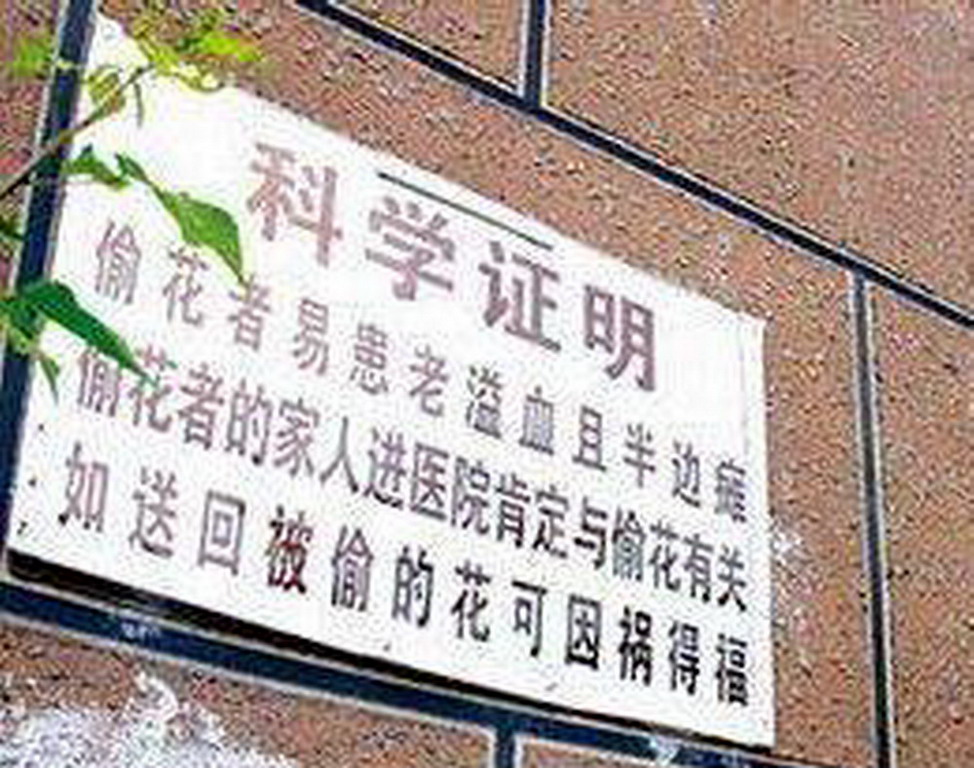 科学证明
偷花者易患老溢血且半边瘫
偷花者的家人进医院肯定与偷花有关
如送回被偷的花可因祸得福